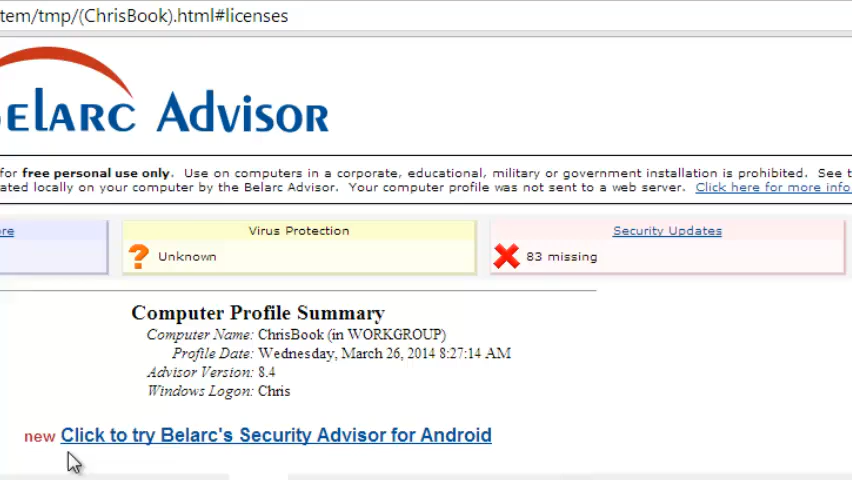 tem/tmp/(ChrisBook).html#licenses
elarc Advisor
for free personal use only. Use on computers in a corporate, educational, military or government installation is prohibited. See t
ated locally on your computer by the Belarc Advisor. Your computer profile was not sent to a web server. Click here for more info
re
Virus Protection
Security Updates
Unknown
83 missing
Computer Profile Summary
Computer Name: ChrisBook (in WORKGROUP)
Profile Date: Wednesday, March 26, 2014 8:27:14 AM
Advisor Version: 8.4
Windows Logon: Chris
new Click to try Belarc's Security Advisor for Android